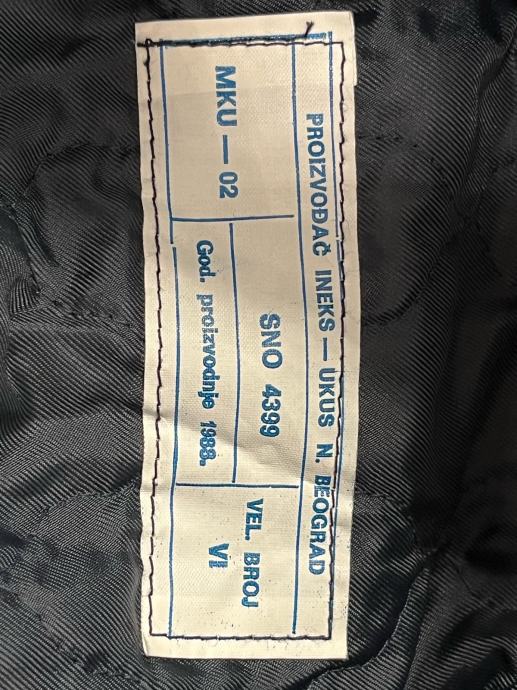 PROIZVOĐAČ INEKS — UKUS N. BEOGRAD
MKU — 02
SNO 4399
God. proizvodnje 1988.
VEL. BROJ
VI